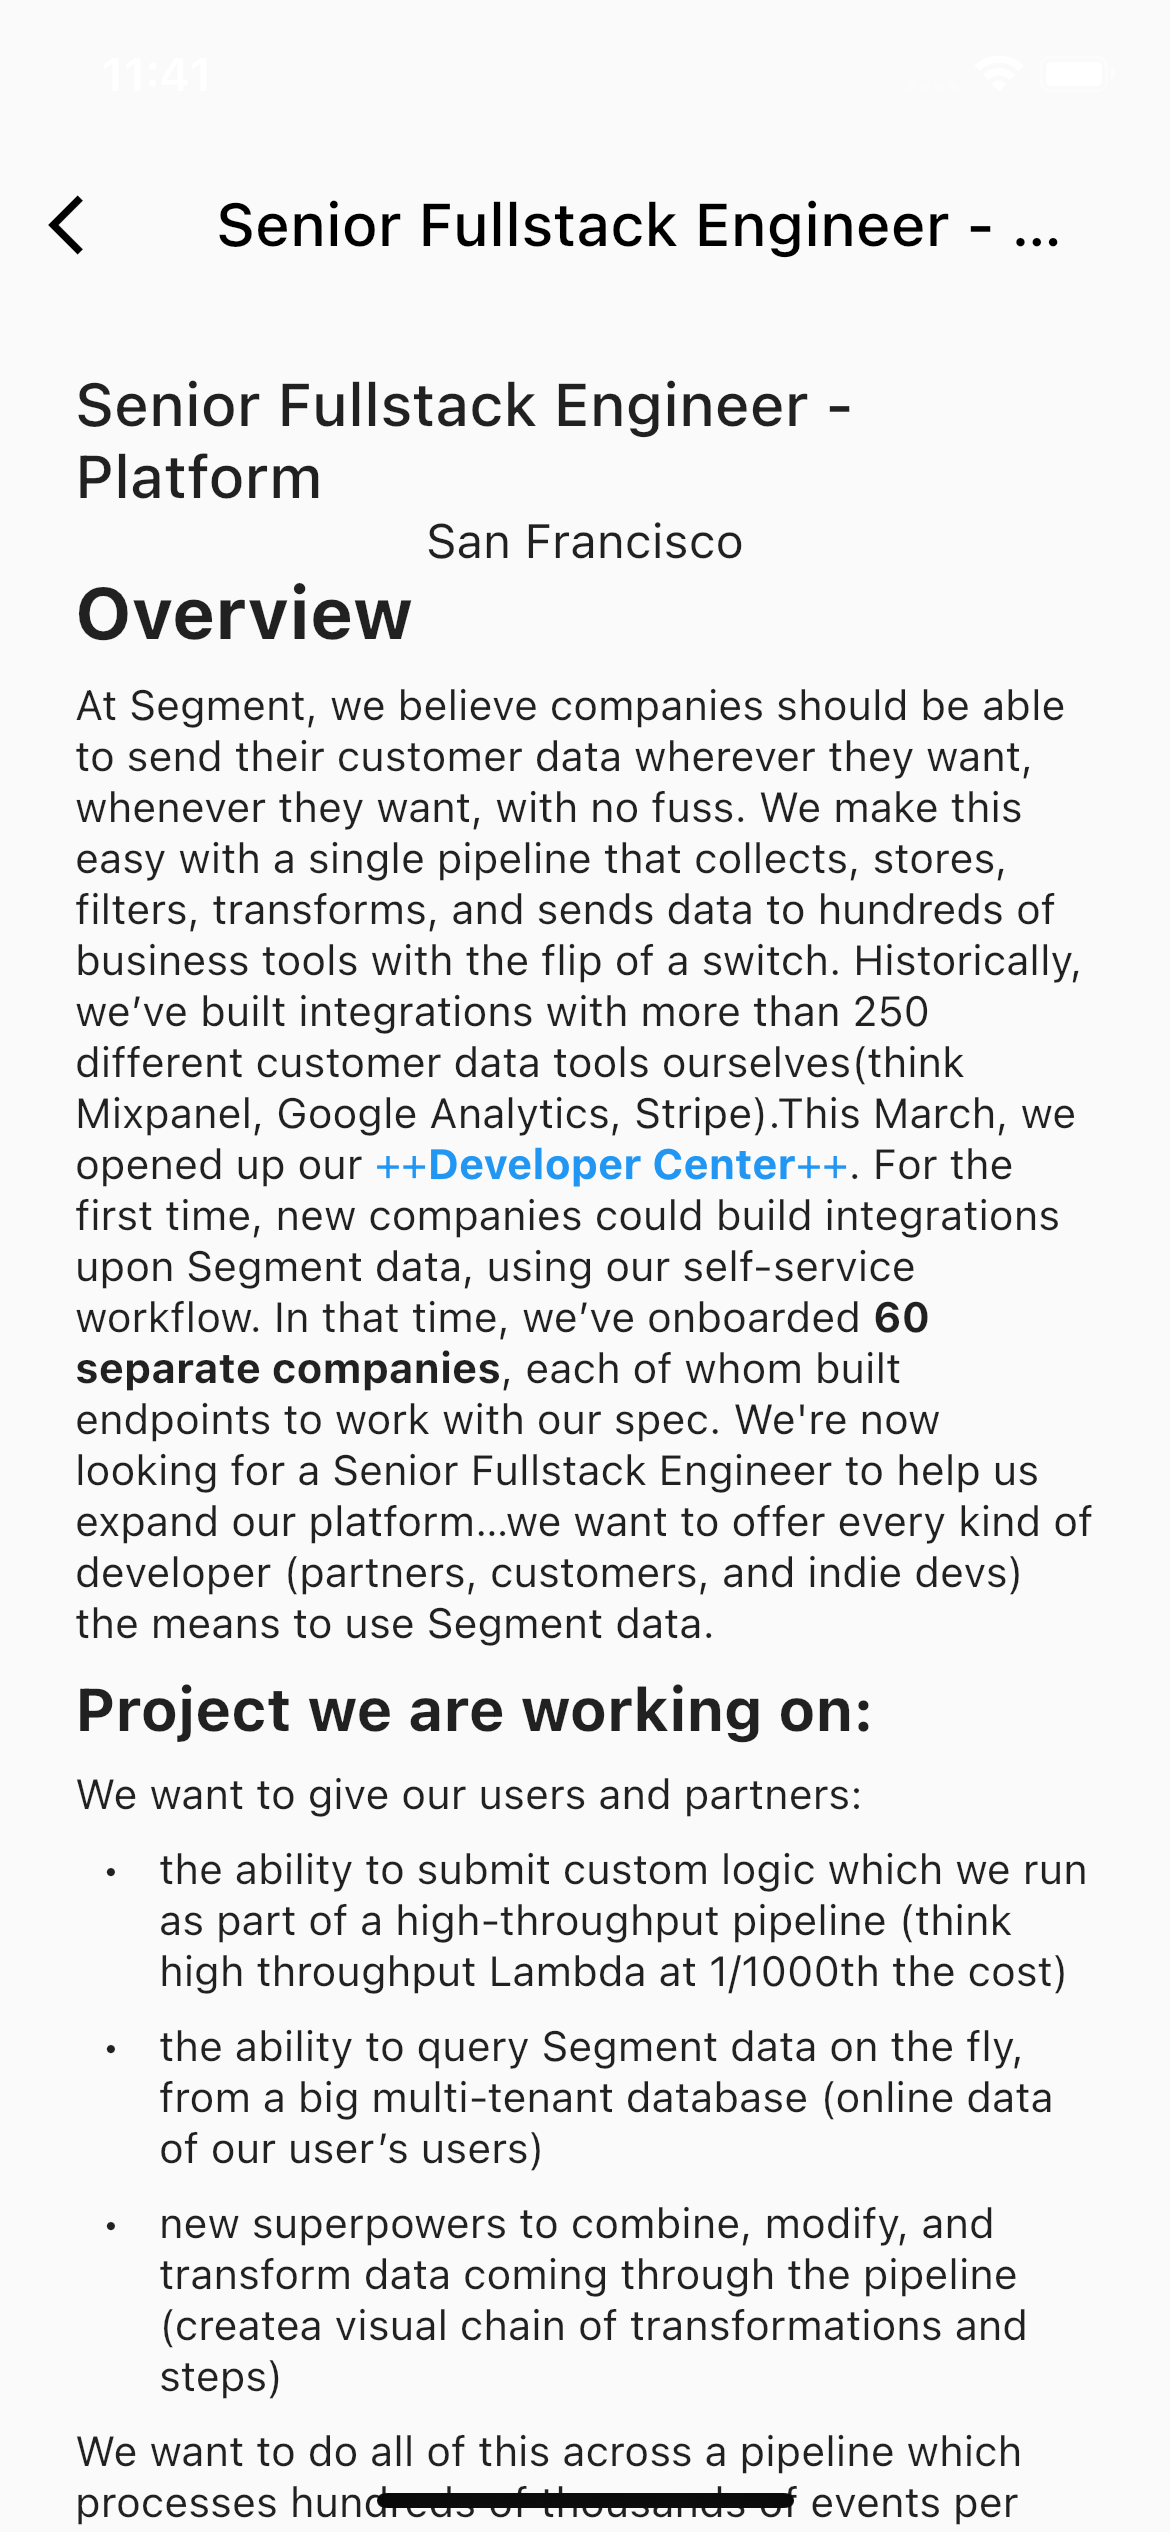 11:41
Senior Fullstack Engineer - ...
Senior Fullstack Engineer -
Platform
San Francisco
Overview
At Segment, we believe companies should be able
to send their customer data wherever they want,
whenever they want, with no fuss. We make this
easy with a single pipeline that collects, stores,
filters, transforms, and sends data to hundreds of
business tools with the flip of a switch. Historically,
we’ve built integrations with more than 250
different customer data tools ourselves(think
Mixpanel, Google Analytics, Stripe).This March, we
opened up our ++Developer Center++. For the
first time, new companies could build integrations
upon Segment data, using our self-service
workflow. In that time, we’ve onboarded 60
separate companies, each of whom built
endpoints to work with our spec. We're now
looking for a Senior Fullstack Engineer to help us
expand our platform...we want to offer every kind of
developer (partners, customers, and indie devs)
the means to use Segment data.
Project we are working on:
We want to give our users and partners:
• the ability to submit custom logic which we run
as part of a high-throughput pipeline (think
high throughput Lambda at 1/1000th the cost)
• the ability to query Segment data on the fly,
from a big multi-tenant database (online data
of our user’s users)
• new superpowers to combine, modify, and
transform data coming through the pipeline
(createa visual chain of transformations and
steps)
We want to do all of this across a pipeline which
processes hundreds of thousands of events per